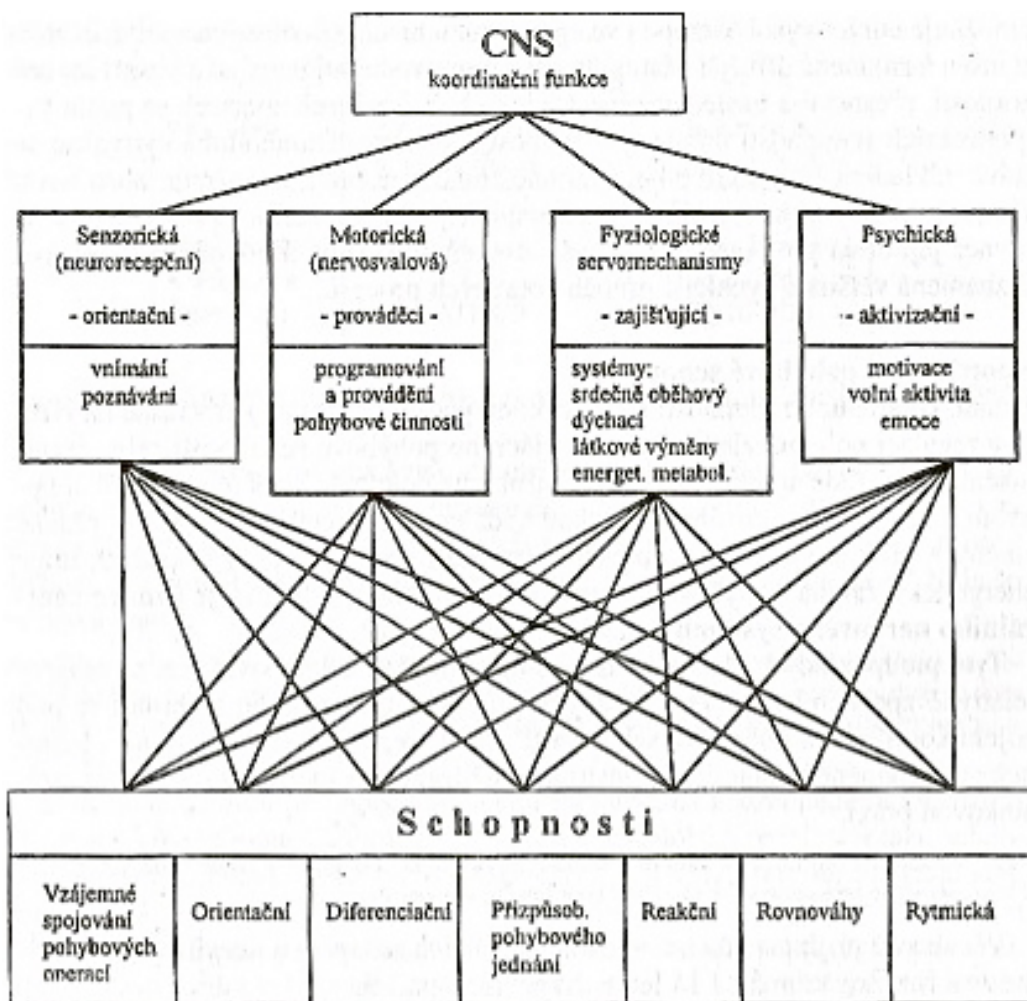 CNS
koordinační funkce
Senzorická
(neurorecepční)
- orientační -
vnímání
poznávání
Motorická
(nervosvalová)
- prováděcí -
programování
a provádění
pohybové činnosti
Fyziologické
servomechanismy
- zajišťující -
systémy:
srdečně oběhový
dýchací
látkové výměny
energet. metabol.
Psychická
- aktivizační -
motivace
volní aktivita
emoce
Schopnosti
Vzájemné
spojování
pohybových
operací
Orientační
Diferenciační
Přizpůsob.
pohybového
jednání
Reakční
Rovnováhy
Rytmická